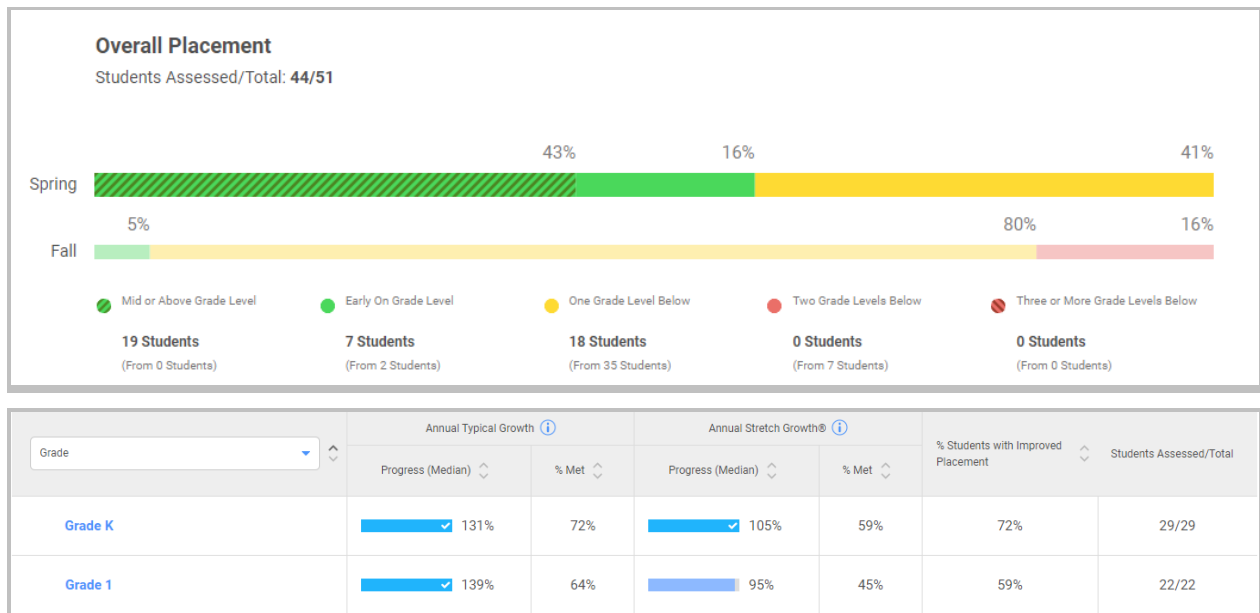 Overall Placement
Students Assessed/Total: 44/51
43% 16% 41%
Spring
5% 80% 16%
Fall
Mid or Above Grade Level Early On Grade Level One Grade Level Below Two Grade Levels Below Three or More Grade Levels Below
19 Students 7 Students 18 Students 0 Students 0 Students
(From 0 Students) (From 2 Students) (From 35 Students) (From 7 Students) (From 0 Students)
Annual Typical Growth Annual Stretch Growth®
Grade
Progress (Median) % Met Progress (Median) % Met
% Students with Improved
Placement
Students Assessed/Total
Grade K 131% 72% 105% 59% 72% 29/29
Grade 1 139% 64% 95% 45% 59% 22/22